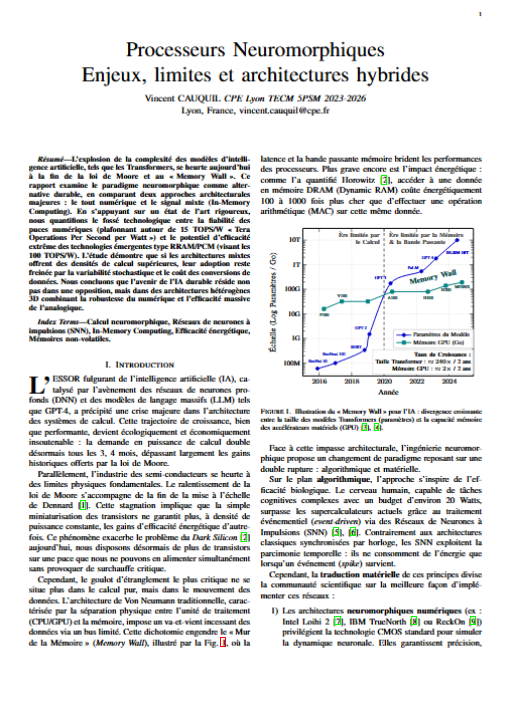 1
Processeurs Neuromorphiques
Enjeux, limites et architectures hybrides
Vincent CAUQUIL CPE Lyon TECM 5PSM 2023-2026
Lyon, France, vincent.cauquil@cpe.fr
Résumé—L'explosion de la complexité des modèles d'intelli-
gence artificielle, tels que les Transformers, se heurte aujourd'hui
à la fin de la loi de Moore et au « Memory Wall ». Ce
rapport examine le paradigme neuromorphique comme alter-
native durable, en comparant deux approches architecturales
majeures : le tout numérique et le signal mixte (In-Memory
Computing). En s'appuyant sur un état de l'art rigoureux,
nous quantifions le fossé technologique entre la fiabilité des
puces numériques (plafonnant autour de 15 TOPS/W « Tera
Operations Per Second per Watt ») et le potentiel d'efficacité
extrême des technologies émergentes type RRAM/PCM (visant les
100 TOPS/W). L'étude démontre que si les architectures mixtes
offrent des densités de calcul supérieures, leur adoption reste
freinée par la variabilité stochastique et le coût des conversions de
données. Nous concluons que l'avenir de l'IA durable réside non
pas dans une opposition, mais dans des architectures hétérogènes
3D combinant la robustesse du numérique et l'efficacité massive
de l'analogique.
Index Terms—Calcul neuromorphique, Réseaux de neurones à
impulsions (SNN), In-Memory Computing, Efficacité énergétique,
Mémoires non-volatiles.
I. INTRODUCTION
L'ESSOR fulgurant de l'intelligence artificielle (IA), ca-
talysé par l'avènement des réseaux de neurones pro-
fonds (DNN) et des modèles de langage massifs (LLM) tels
que GPT-4, a précipité une crise majeure dans l'architecture
des systèmes de calcul. Cette trajectoire de croissance, bien
que performante, devient écologiquement et économiquement
insoutenable : la demande en puissance de calcul double
désormais tous les 3, 4 mois, dépassant largement les gains
historiques offerts par la loi de Moore.
Parallèlement, l'industrie des semi-conducteurs se heurte à
des limites physiques fondamentales. Le ralentissement de la
loi de Moore s'accompagne de la fin de la mise à l'échelle
de Dennard [1]. Cette stagnation implique que la simple
miniaturisation des transistors ne garantit plus, à densité de
puissance constante, les gains d'efficacité énergétique d'autre-
fois. Ce phénomène exacerbe le problème du Dark Silicon [2]
aujourd'hui, nous disposons désormais de plus de transistors
sur une puce que nous ne pouvons en alimenter simultanément
sans provoquer de surchauffe critique.
Cependant, le goulot d'étranglement le plus critique ne se
situe plus dans le calcul pur, mais dans le mouvement des
données. L'architecture de Von Neumann traditionnelle, carac-
térisée par la séparation physique entre l'unité de traitement
(CPU/GPU) et la mémoire, impose un va-et-vient incessant des
données via un bus limité. Cette dichotomie engendre le « Mur
de la Mémoire » (Memory Wall), illustré par la Fig. 1, où la
latence et la bande passante mémoire brident les performances
des processeurs. Plus grave encore est l'impact énergétique :
comme l'a quantifié Horowitz [2], accéder à une donnée
en mémoire DRAM (Dynamic RAM) coûte énergétiquement
100 à 1000 fois plus cher que d'effectuer une opération
arithmétique (MAC) sur cette même donnée.
Ère limitée par
le Calcul
Ère limitée par la Mémoire
& la Bande Passante
Échelle (Log Paramètres / Go)
10T
1T
100G
10G
1G
100M
Memory Wall
GPT-2
BERT
Paramètres du Modèle
Mémoire GPU (Go)
Taux de Croissance :
Taille Transformer : ≈ 240× / 2 ans
Mémoire GPU : ≈ 2× / 2 ans
2016 2018 2020 2022 2024
Année
FIGURE 1. Illustration de « Memory Wall » pour l'IA : divergence croissante
entre la taille des modèles Transformers (paramètres) et la capacité mémoire
des accélérateurs matériels (GPU) [3], [4].
Face à cette impasse architecturale, l'ingénierie neuromor-
phique propose un changement de paradigme reposant sur une
double rupture : algorithmique et matérielle.
Sur le plan algorithmique, l'approche s'inspire de l'ef-
ficacité biologique. Le cerveau humain, capable de tâches
cognitives complexes avec un budget d'environ 20 Watts,
surpasse les supercalculateurs actuels grâce au traitement
événementiel (event-driven) via des Réseaux de Neurones à
Impulsions (SNN) [5], [6]. Contrairement aux architectures
classiques synchronisées par horloge, les SNN exploitent la
parcimonie temporelle : ils ne consomment de l'énergie que
lorsqu'un événement (spike) survient.
Cependant, la traduction matérielle de ces principes divise
la communauté scientifique sur la meilleure façon d'implé-
menter ces réseaux :
1) Les architectures neuromorphiques numériques (ex :
Intel Loihi 2 [7], IBM TrueNorth [8] ou ReckOn [9])
privilégient la technologie CMOS standard pour simuler
la dynamique neuronale. Elles garantissent précision,